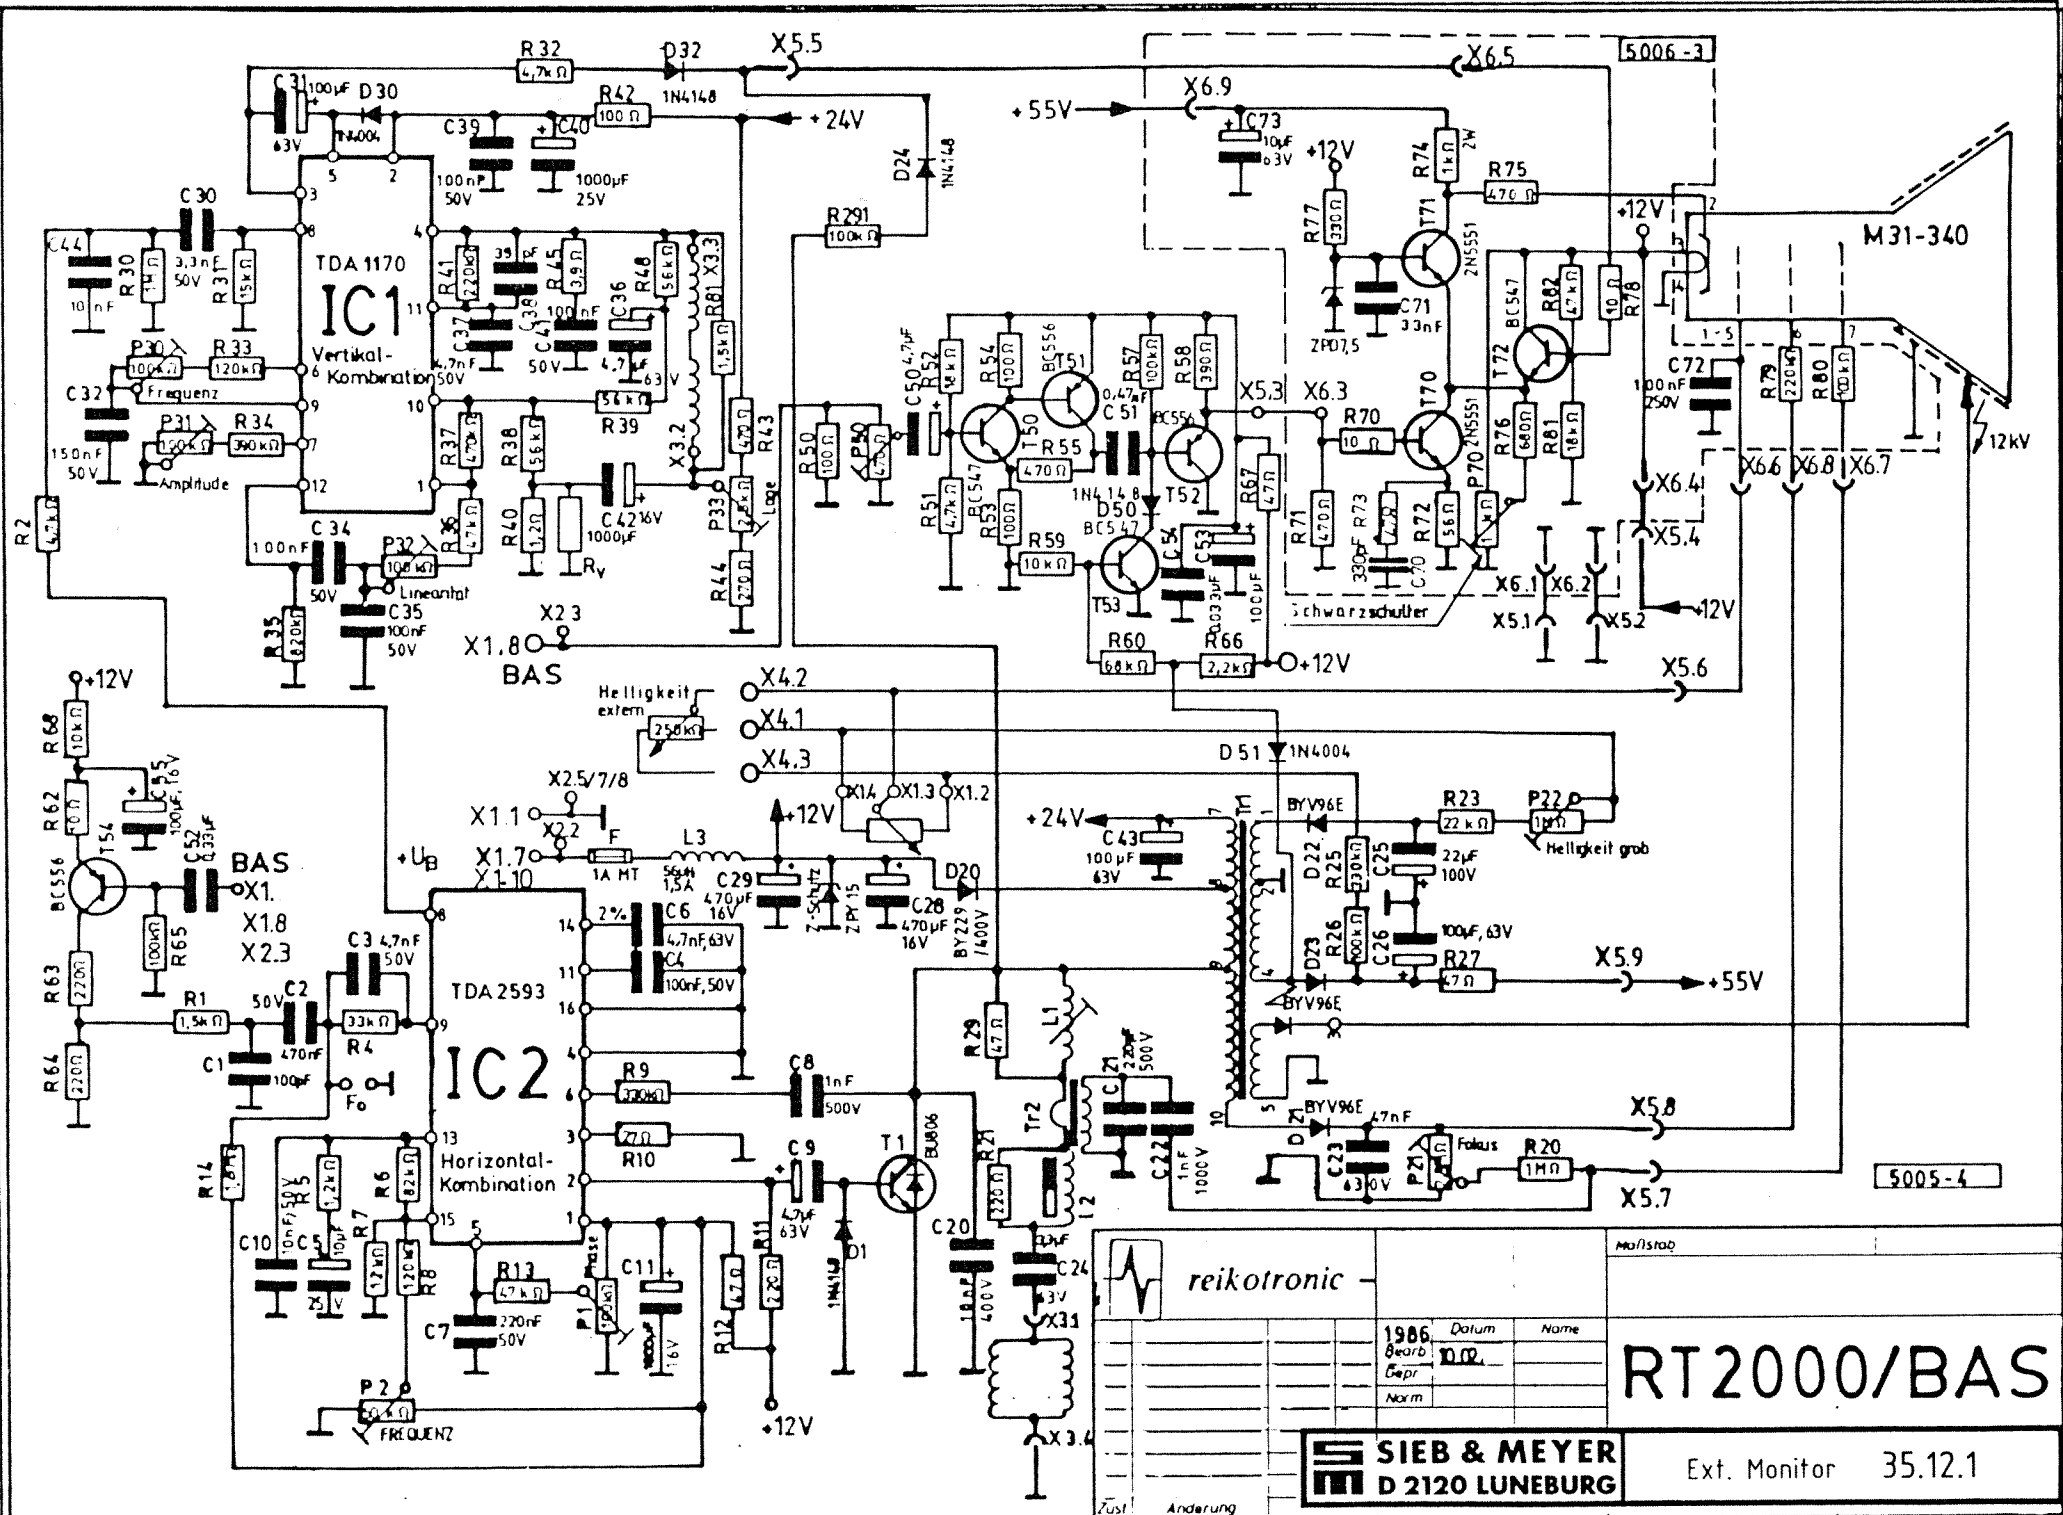 R32
4,7kΩ
D32
1N4148
X5.5
X6.5
5006-3
C31
100µF
63V
D30
1N4004
R42
100Ω
+24V
+55V
X6.9
C73
10µF
63V
C39
100nF
50V
C40
1000µF
25V
D24
1N4148
+12V
R74
1kΩ
2W
R75
470Ω
R77
330Ω
T71
2N5551
+12V
M31-340
C30
3,3nF
50V
C44
10nF
R30
1MΩ
R31
15kΩ
TDA1170
IC1
Vertikal-
Kombination
R41
220kΩ
C38
R45
3,9Ω
C36
4,7µF
63V
R48
56kΩ
R81
1,5kΩ
X3.3
R291
100kΩ
ZPD7,5
C71
33nF
BC547
R82
47kΩ
R78
10Ω
C37
4,7nF
50V
C41
100nF
50V
P30
100kΩ
Frequenz
R33
120kΩ
C32
150nF
50V
P31
100kΩ
Amplitude
R34
390kΩ
R37
470kΩ
R38
56kΩ
R39
56kΩ
X3.2
R43
470Ω
R50
100Ω
P50
470Ω
C50
4,7µF
R52
18kΩ
R54
100Ω
BC556
T51
R57
100kΩ
R58
390Ω
X5.3
X6.3
0,47µF
C51
BC556
T50
BC547
R55
470Ω
R51
4,7kΩ
R53
100Ω
1N4148
D50
BC547
T52
R67
47Ω
R70
10Ω
T70
2N5551
T72
R76
680Ω
R81
18kΩ
C72
100nF
250V
R79
220kΩ
R80
100kΩ
12kV
X6.6
X6.8
X6.7
X6.4
X5.4
R2
4,7kΩ
C34
100nF
50V
P32
100kΩ
Linearität
R36
47kΩ
R40
1,2Ω
Rv
C42
16V
1000µF
P33
2,5kΩ
Lage
R44
270Ω
R35
820kΩ
C35
100nF
50V
R59
10kΩ
T53
C54
0,033µF
C53
100µF
R71
470Ω
R73
47Ω
330pF
C70
R72
56Ω
P70
1kΩ
Schwarzschulter
X6.1
X6.2
X5.1
X5.2
+12V
X2.3
X1.8
BAS
R60
68kΩ
R66
2,2kΩ
+12V
X5.6
+12V
Helligkeit
extern
250kΩ
X4.2
X4.1
X4.3
D51
1N4004
R68
10kΩ
R62
10Ω
C55
100µF,16V
T54
BC556
C52
0,33µF
BAS
X1.
X1.8
X2.3
R65
100kΩ
R63
220Ω
R64
220Ω
+UB
X2.5/7/8
X1.1
X2.2
X1.7
X1-10
F
1A MT
L3
56µH
1,5A
+12V
X1.4
X1.3
X1.2
C29
470µF
16V
Z-Schutz
ZPY15
C28
470µF
16V
D20
BY229
/400V
+24V
C43
100µF
63V
Tr1
BYV96E
D22
R23
22kΩ
P22
1MΩ
Helligkeit grob
R25
330kΩ
C25
22µF
100V
R26
100kΩ
C26
100µF,63V
D23
BYV96E
R27
47Ω
X5.9
+55V
R1
1,5kΩ
C2
50V
470nF
C3
4,7nF
50V
R4
33kΩ
C1
100pF
Fo
TDA2593
IC2
Horizontal-
Kombination
2%
C6
4,7nF,63V
C4
100nF,50V
R9
330kΩ
R10
27Ω
C8
1nF
500V
C9
4,7µF
63V
T1
BU806
R29
47Ω
L1
Tr2
C21
220pF
500V
C22
1nF
1000V
D21
BYV96E
C23
47nF
630V
P21
Fokus
R20
1MΩ
X5.8
X5.7
5005-4
R14
1,8kΩ
C10
10nF/50V
R5
1,2kΩ
C5
10µF
25V
R6
82kΩ
R7
12kΩ
R8
120kΩ
R13
47kΩ
C7
220nF
50V
Phase
P1
100kΩ
C11
16V
R12
47Ω
R11
220Ω
D1
1N4148
+12V
P2
FREQUENZ
R21
220Ω
L2
C20
400V
C24
63V
X3.1
X3.4
reikotronic
Maßstab
1986
Datum
Name
Bearb
10.02.
Gepr
Norm
RT2000/BAS
SIEB & MEYER
D 2120 LUNEBURG
Ext. Monitor
35.12.1
Zust
Änderung